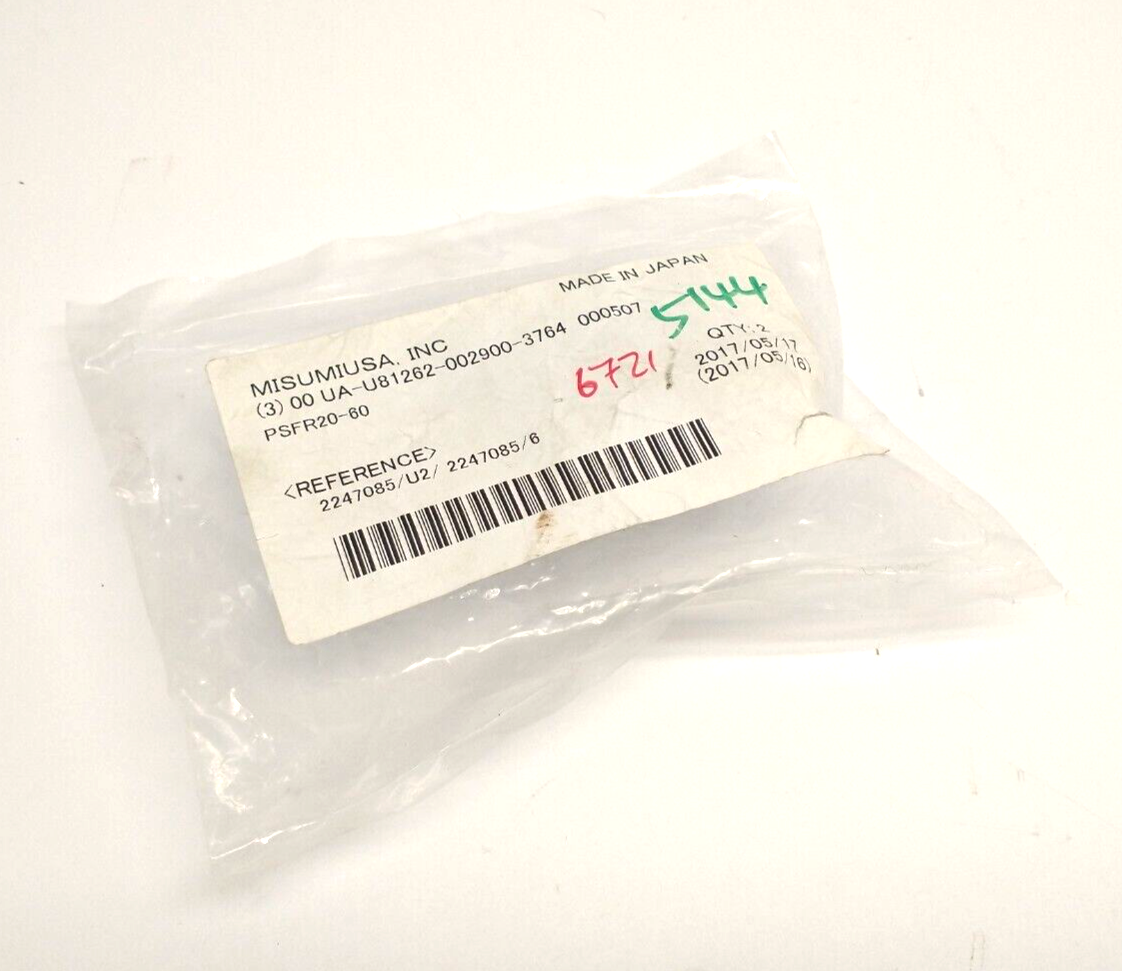 MADE IN JAPAN
MISUMIUSA. INC
(3) 00 UA-U81262-002900-3764 000507
5144
PSFR20-60
6721
QTY: 2
2017/05/17
(2017/05/16)
<REFERENCE>
2247085/U2/ 2247085/6